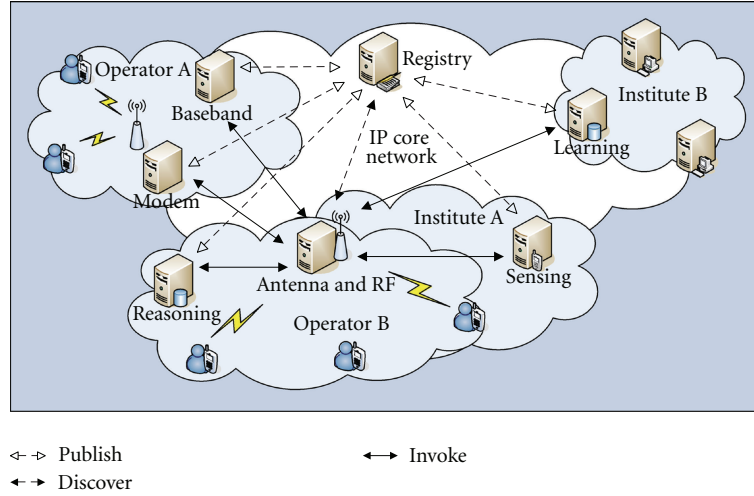 Operator A
Baseband
Modem
Registry
IP core
network
Institute B
Learning
Institute A
Sensing
Antenna and RF
Reasoning
Operator B
Publish
Discover
Invoke